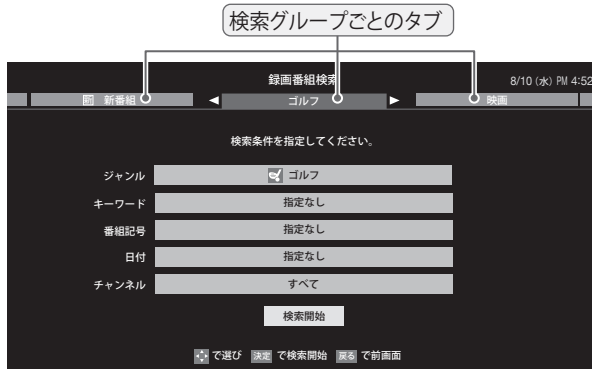 検索グループごとのタブ
録画番組検索
8/10 (水) PM 4:52
新 新番組 ◀ ゴルフ ▶ 映画
検索条件を指定してください。
ジャンル ゴルフ
キーワード 指定なし
番組記号 指定なし
日付 指定なし
チャンネル すべて
検索開始
で選び 決定 で検索開始 戻る で前画面